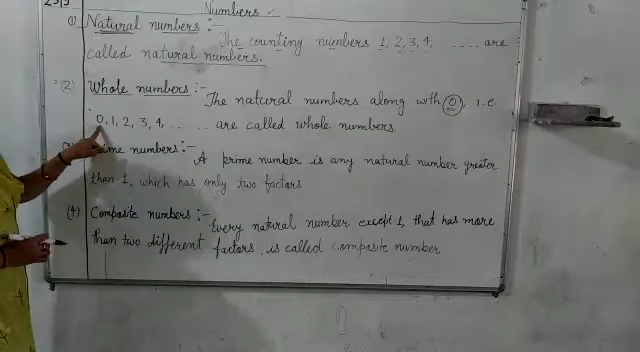 Numbers
(1) Natural numbers :-
The counting numbers 1, 2, 3, 4, .... are
called natural numbers.
(2) Whole numbers :-
The natural numbers along with 0, i.e.
0, 1, 2, 3, 4, ..... are called whole numbers
rime numbers :-
A prime number is any natural number greater
than 1, which has only two factors
(4) Composite numbers :-
Every natural number except 1, that has more
than two different factors, is called composite number